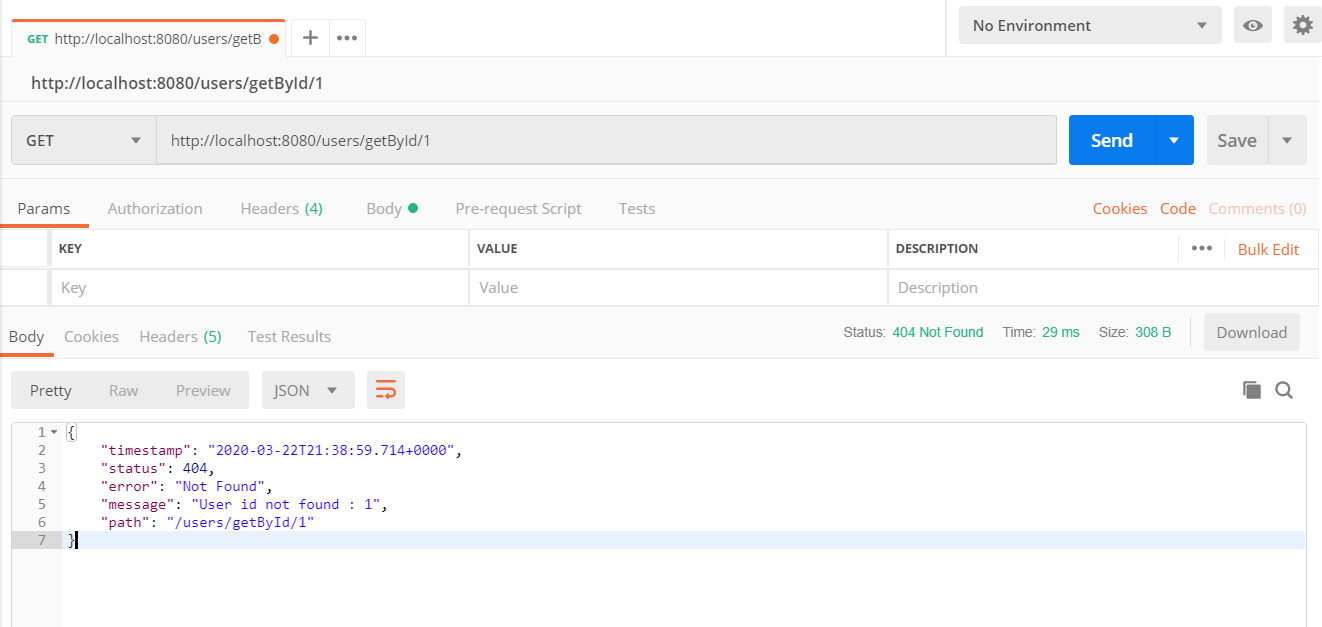 GET http://localhost:8080/users/getB
No Environment
http://localhost:8080/users/getById/1
GET http://localhost:8080/users/getById/1 Send Save
Params Authorization Headers (4) Body Pre-request Script Tests Cookies Code Comments (0)
KEY VALUE DESCRIPTION Bulk Edit
Key Value Description
Body Cookies Headers (5) Test Results Status: 404 Not Found Time: 29 ms Size: 308 B Download
Pretty Raw Preview JSON
1 {
2 "timestamp": "2020-03-22T21:38:59.714+0000",
3 "status": 404,
4 "error": "Not Found",
5 "message": "User id not found : 1",
6 "path": "/users/getById/1"
7 }